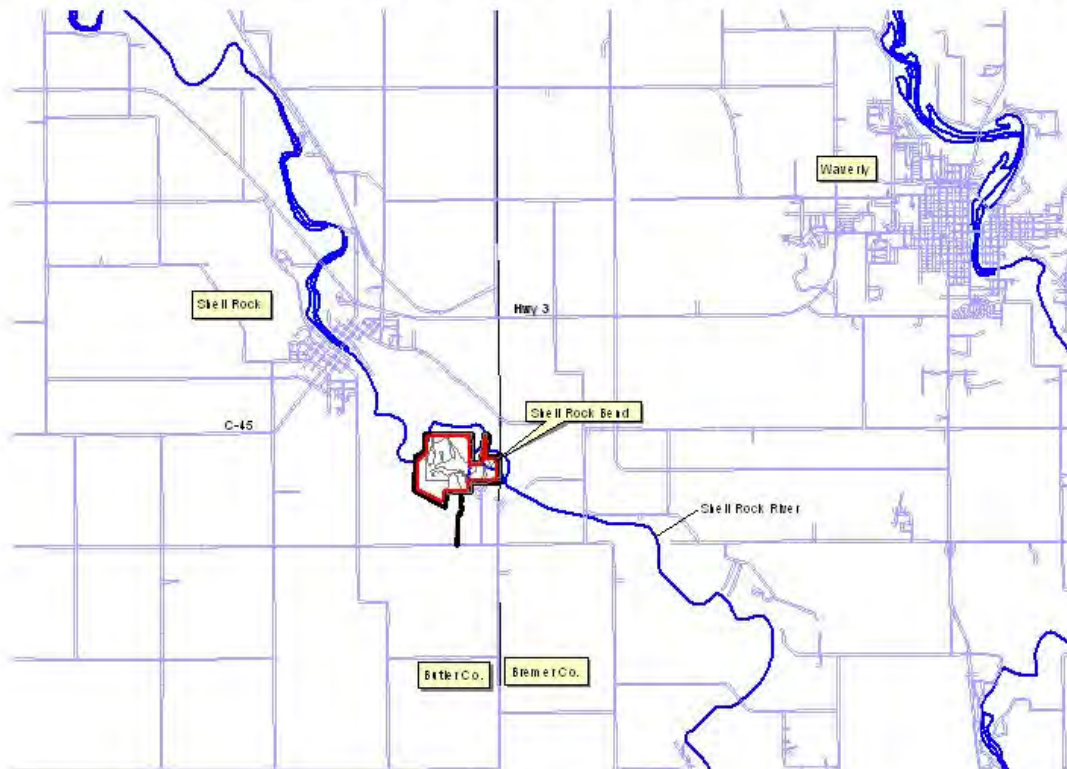 Waverly
Shell Rock
Hwy 3
Shell Rock Bend
C-45
Shell Rock River
Butler Co.
Bremer Co.